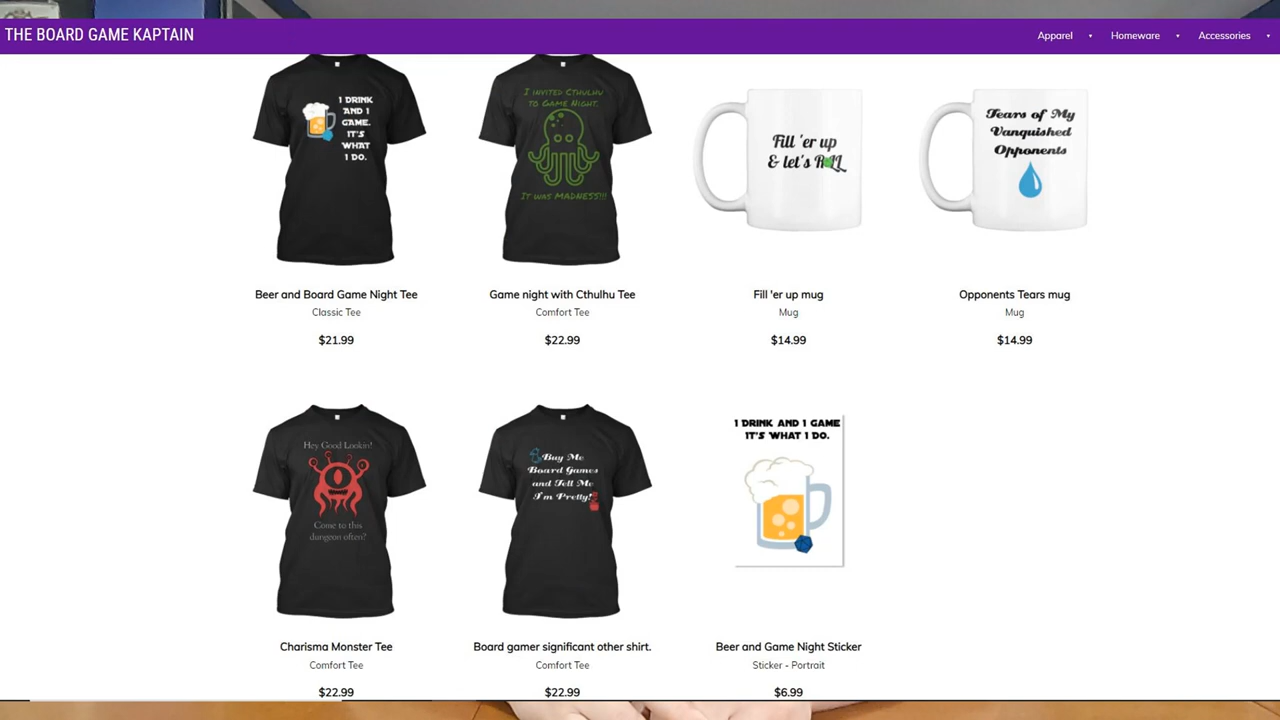 THE BOARD GAME KAPTAIN
Apparel
Homeware
Accessories
I DRINK
AND I
GAME.
IT'S
WHAT
I DO.
I INVITED CTHULHU
TO GAME NIGHT.
IT WAS MADNESS!!!
Fill 'er up
& let's ROLL
Tears of My
Vanquished
Opponents
Beer and Board Game Night Tee
Classic Tee
$21.99
Game night with Cthulhu Tee
Comfort Tee
$22.99
Fill 'er up mug
Mug
$14.99
Opponents Tears mug
Mug
$14.99
Hey Good Lookin!
Come to this
dungeon often?
Buy Me
Board Games
and Tell Me
I'm Pretty!
I DRINK AND I GAME
IT'S WHAT I DO.
Charisma Monster Tee
Comfort Tee
$22.99
Board gamer significant other shirt.
Comfort Tee
$22.99
Beer and Game Night Sticker
Sticker - Portrait
$6.99